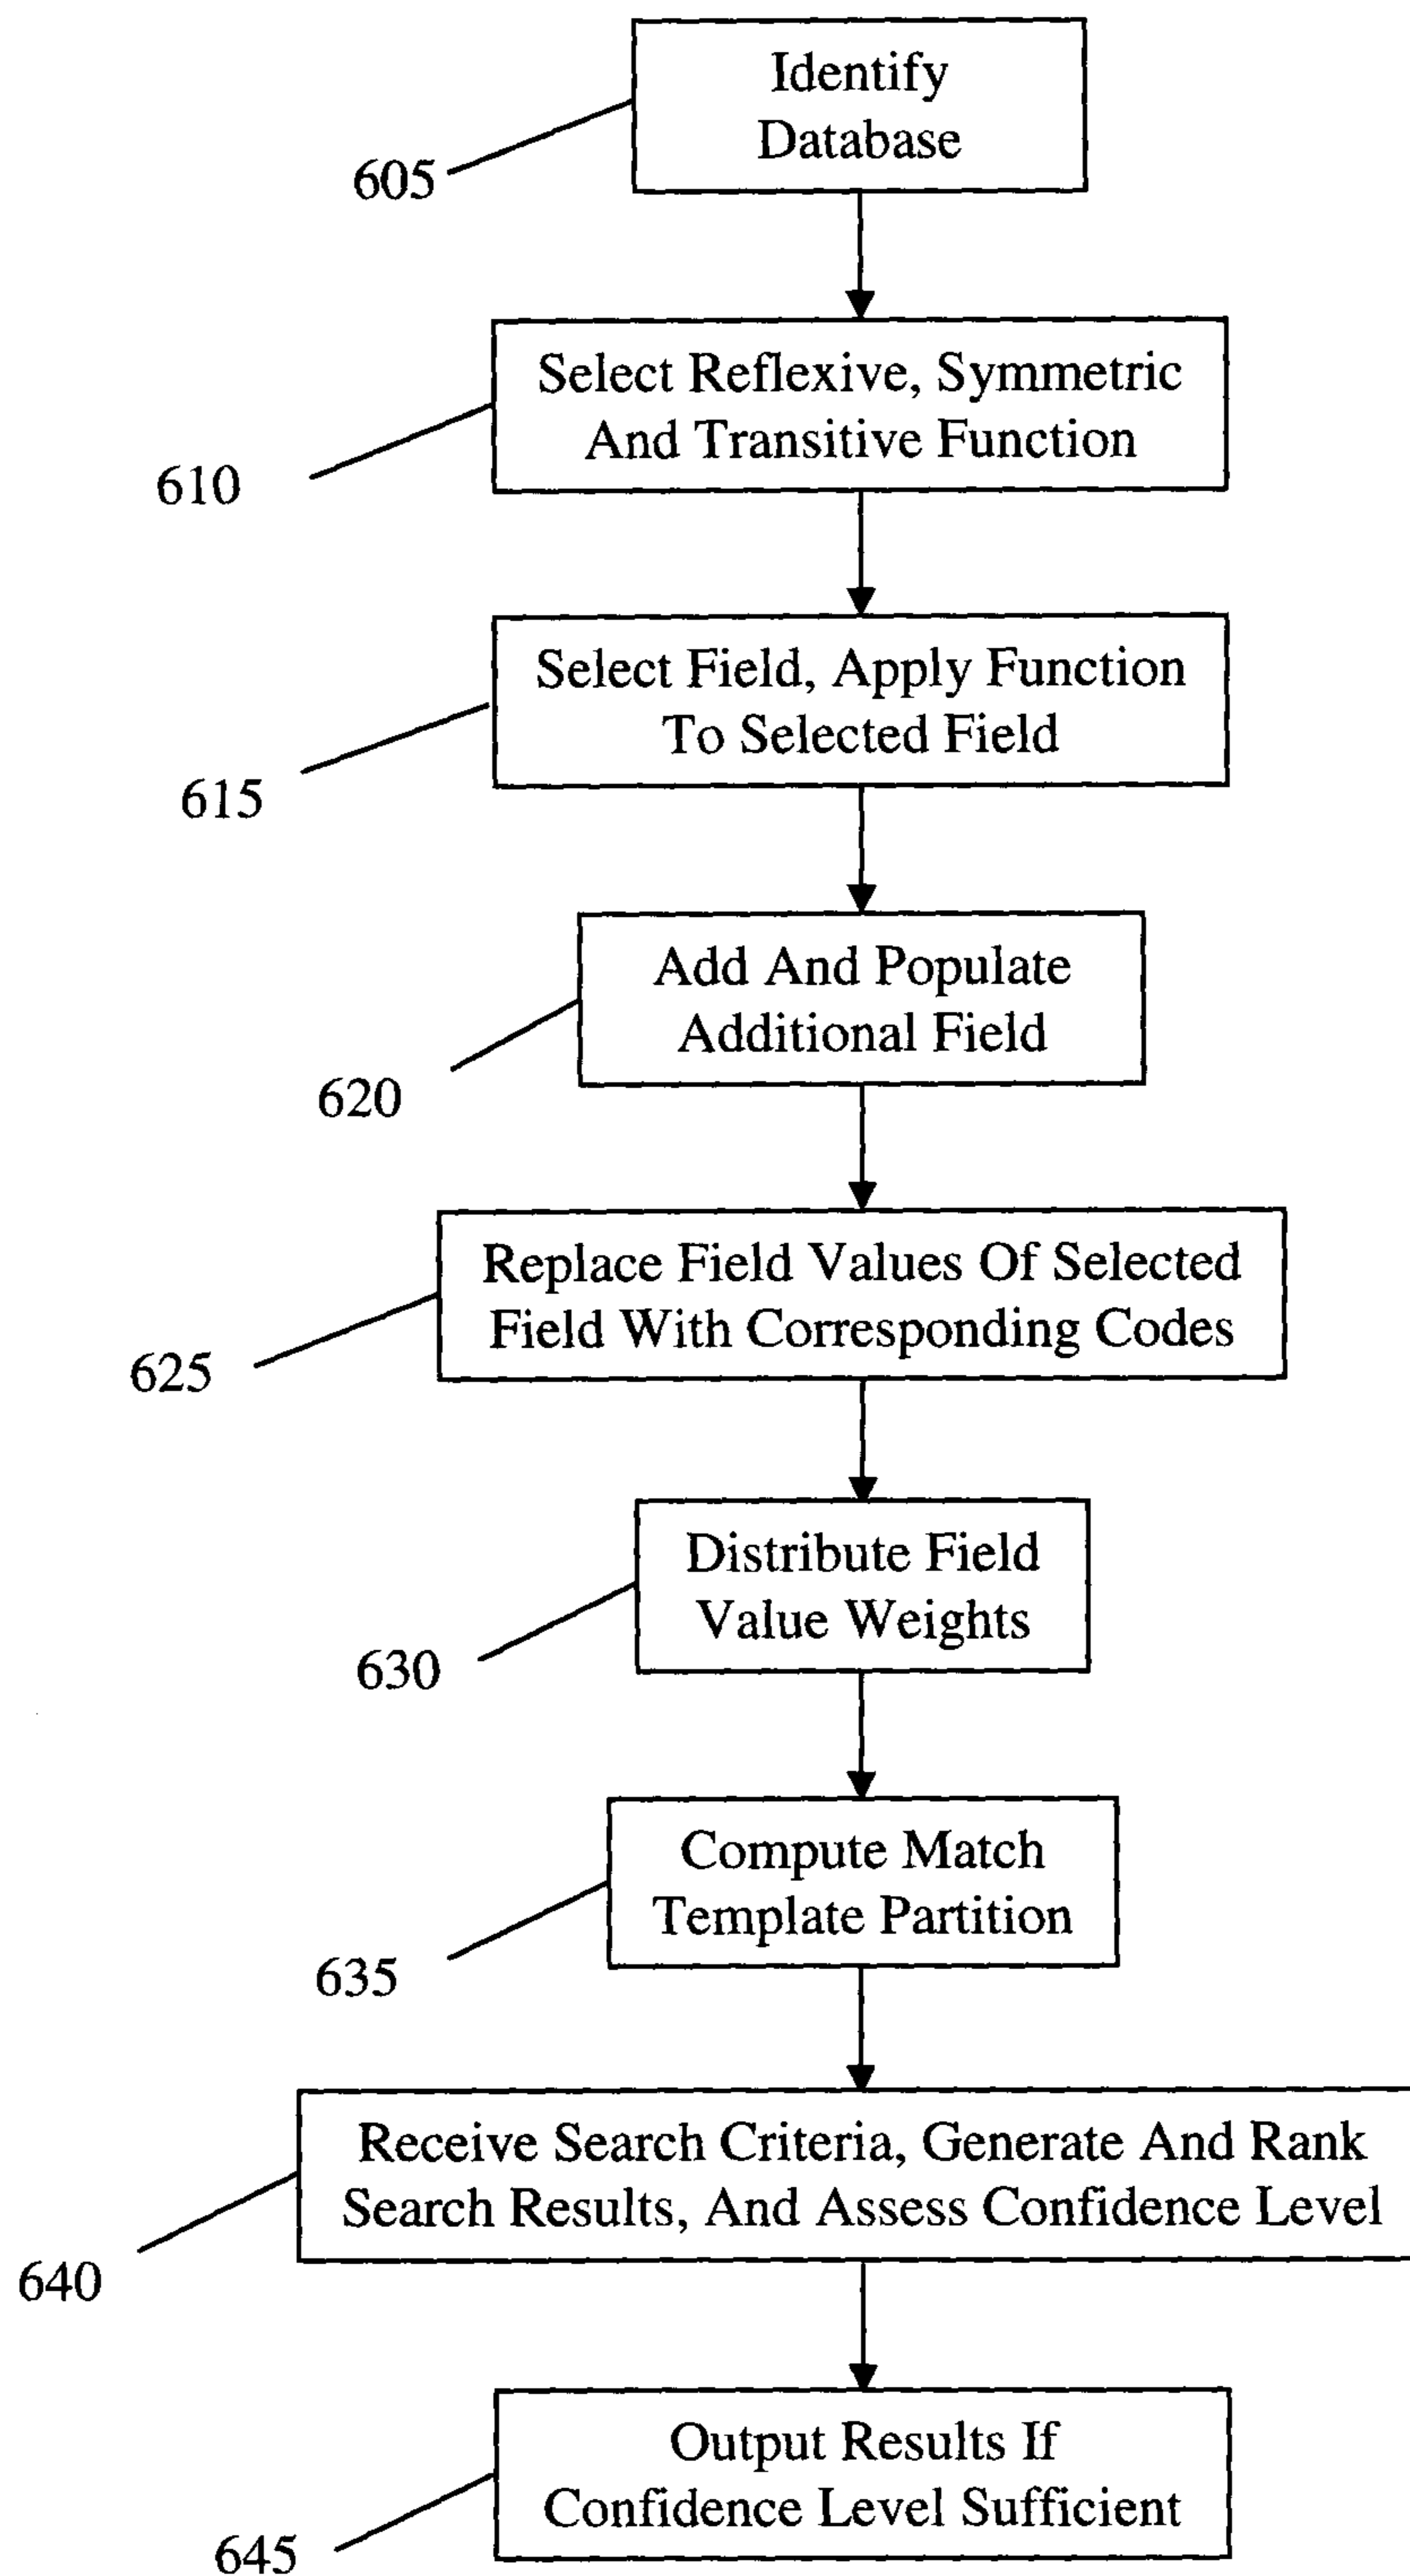 Identify
Database
605
Select Reflexive, Symmetric
And Transitive Function
610
Select Field, Apply Function
To Selected Field
615
Add And Populate
Additional Field
620
Replace Field Values Of Selected
Field With Corresponding Codes
625
Distribute Field
Value Weights
630
Compute Match
Template Partition
635
Receive Search Criteria, Generate And Rank
Search Results, And Assess Confidence Level
640
Output Results If
Confidence Level Sufficient
645